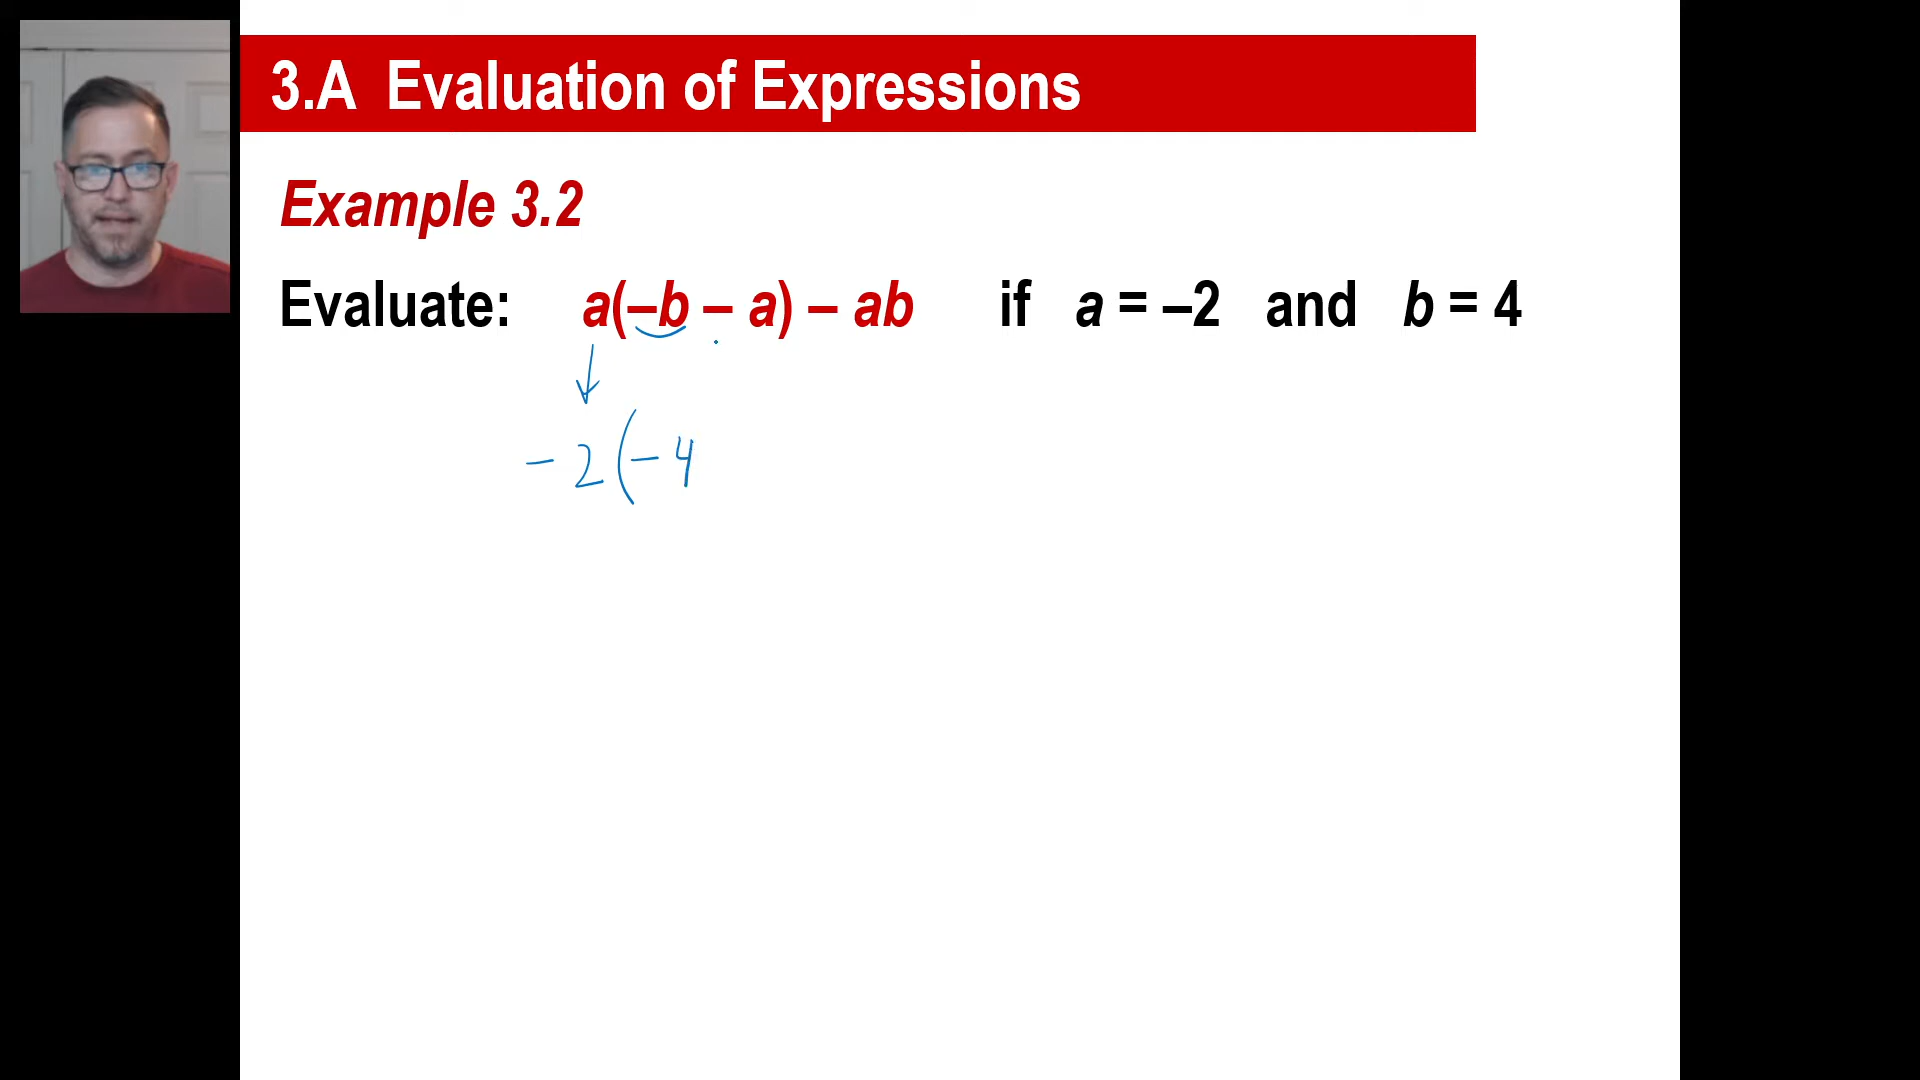 3.A Evaluation of Expressions
Example 3.2
Evaluate: a(–b – a) – ab if a = –2 and b = 4
- 2 (- 4